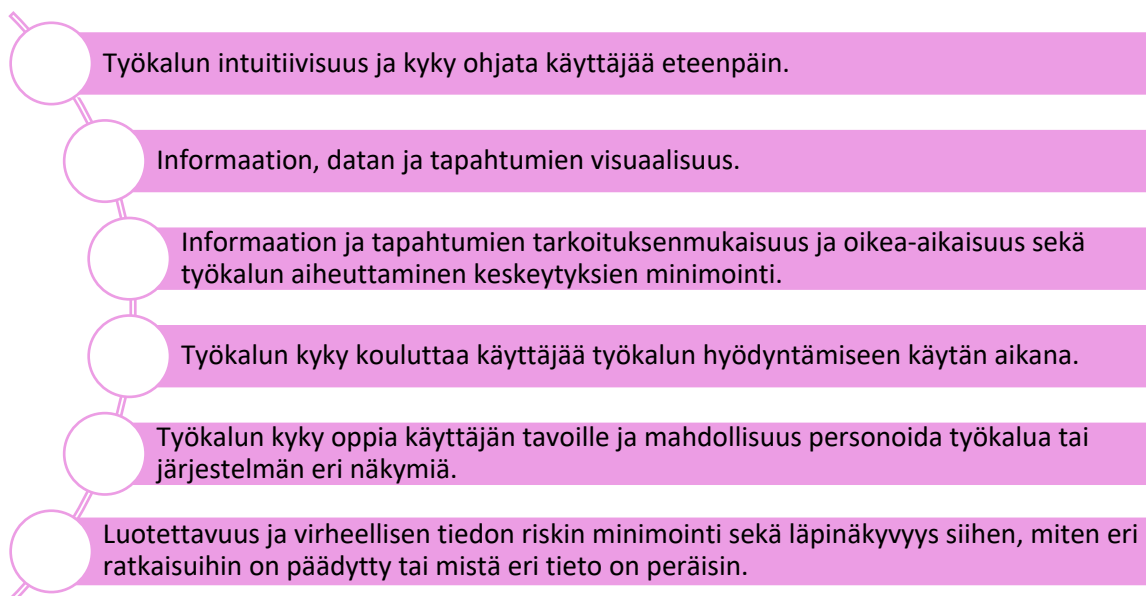 Työkalun intuitiivisuus ja kyky ohjata käyttäjää eteenpäin.
Informaation, datan ja tapahtumien visuaalisuus.
Informaation ja tapahtumien tarkoituksenmukaisuus ja oikea-aikaisuus sekä
työkalun aiheuttaminen keskeytyksien minimointi.
Työkalun kyky kouluttaa käyttäjää työkalun hyödyntämiseen käytän aikana.
Työkalun kyky oppia käyttäjän tavoille ja mahdollisuus personoida työkalua tai
järjestelmän eri näkymiä.
Luotettavuus ja virheellisen tiedon riskin minimointi sekä läpinäkyvyys siihen, miten eri
ratkaisuihin on päädytty tai mistä eri tieto on peräisin.